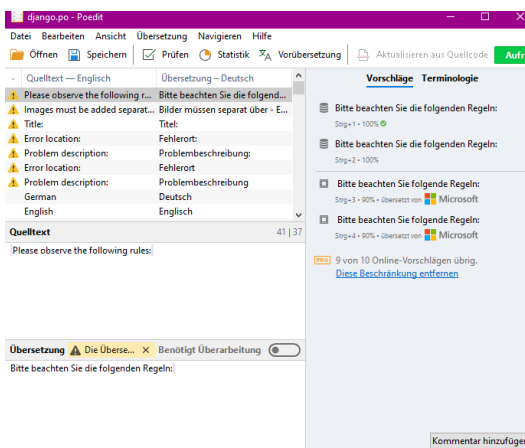 django.po - Poedit
Datei Bearbeiten Ansicht Übersetzung Navigieren Hilfe
Öffnen Speichern Prüfen Statistik Vorübersetzung Aktualisieren aus Quellcode Aufr
Quelltext — Englisch Übersetzung – Deutsch
Please observe the following r... Bitte beachten Sie die folgend...
Images must be added separat... Bilder müssen separat über - E...
Title: Titel:
Error location: Fehlerort:
Problem description: Problembeschreibung:
Error location: Fehlerort
Problem description: Problembeschreibung
German Deutsch
English Englisch
Quelltext 41 | 37
Please observe the following rules:
Übersetzung Die Überse... × Benötigt Überarbeitung
Bitte beachten Sie die folgenden Regeln:
Vorschläge Terminologie
Bitte beachten Sie die folgenden Regeln:
Strg+1 • 100%
Bitte beachten Sie die folgenden Regeln:
Strg+2 • 100%
Bitte beachten Sie folgende Regeln:
Strg+3 • 90% • übersetzt von Microsoft
Bitte beachten Sie folgende Regeln:
Strg+4 • 90% • übersetzt von Microsoft
PRO 9 von 10 Online-Vorschlägen übrig.
Diese Beschränkung entfernen
Kommentar hinzufüge